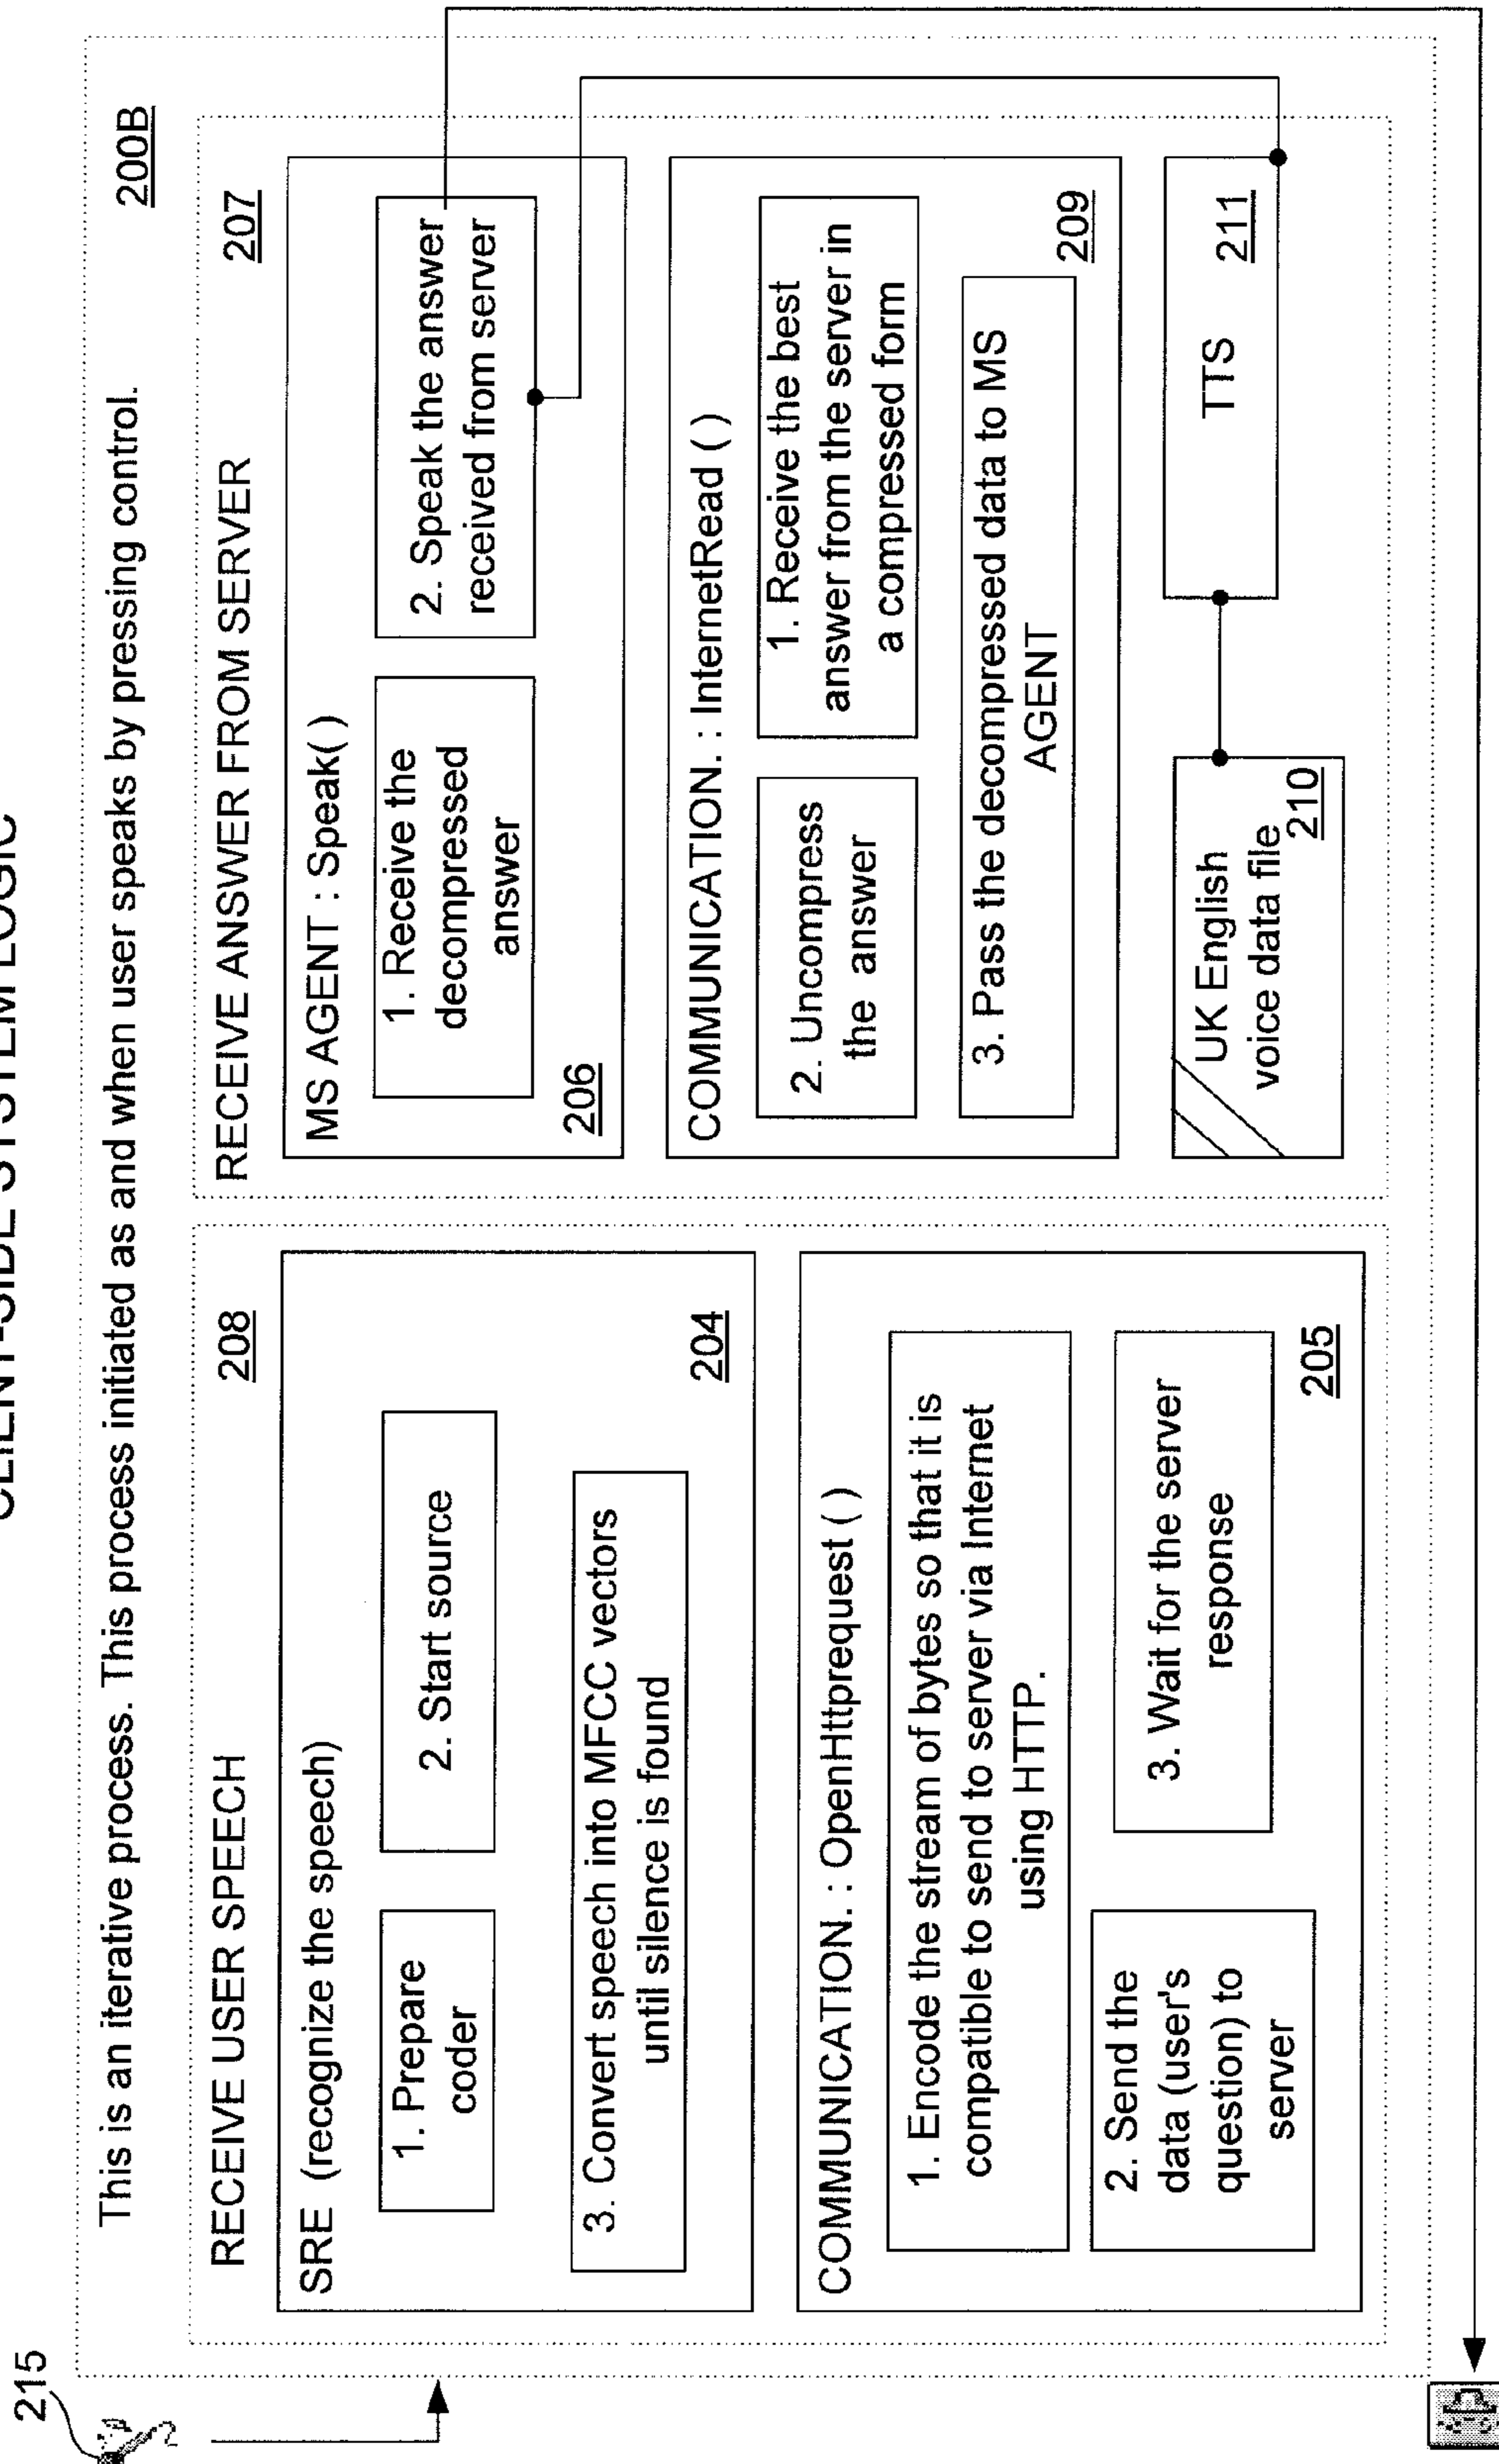 CLIENT-SIDE SYSTEM LOGIC
215
This is an iterative process. This process initiated as and when user speaks by pressing control.
200B
RECEIVE USER SPEECH
208
SRE (recognize the speech)
1. Prepare
coder
2. Start source
3. Convert speech into MFCC vectors
until silence is found
204
COMMUNICATION. : OpenHttprequest ( )
1. Encode the stream of bytes so that it is
compatible to send to server via Internet
using HTTP.
2. Send the
data (user's
question) to
server
3. Wait for the server
response
205
RECEIVE ANSWER FROM SERVER
207
MS AGENT : Speak( )
1. Receive the
decompressed
answer
2. Speak the answer
received from server
206
COMMUNICATION. : InternetRead ( )
2. Uncompress
the answer
1. Receive the best
answer from the server in
a compressed form
3. Pass the decompressed data to MS
AGENT
209
UK English
voice data file
210
TTS
211